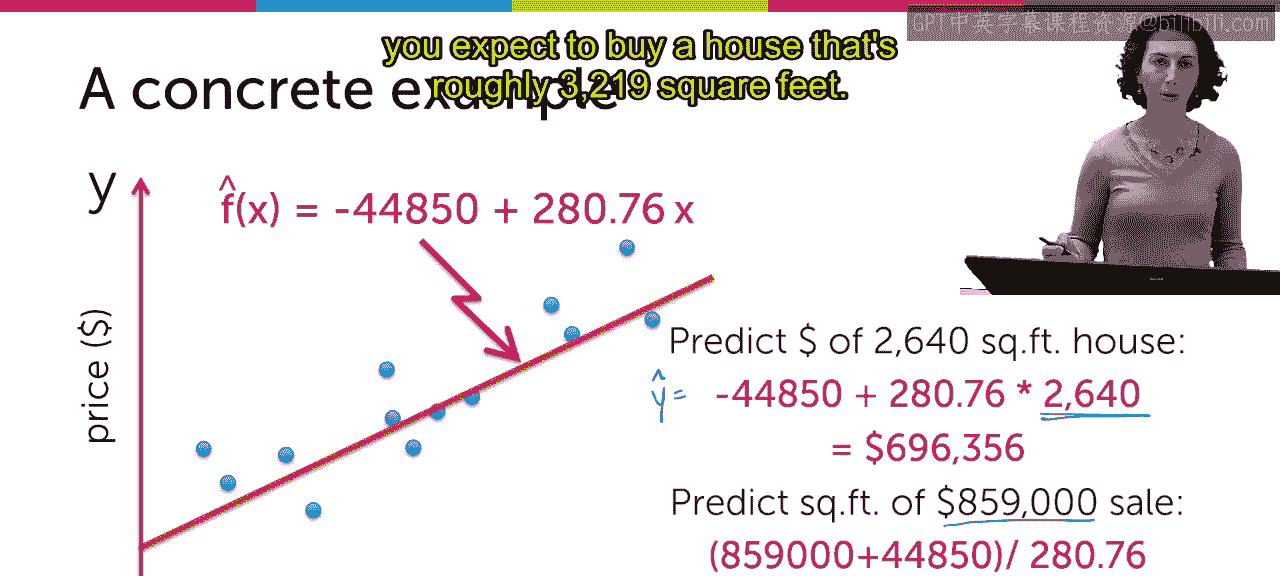 GPT中英字幕课程资源@bilibili.com
you expect to buy a house that's
roughly 3,219 square feet.
A concrete example
y
f̂(x) = -44850 + 280.76 x
price ($)
Predict $ of 2,640 sq.ft. house:
ŷ = -44850 + 280.76 * 2,640
= $696,356
Predict sq.ft. of $859,000 sale:
(859000+44850)/ 280.76